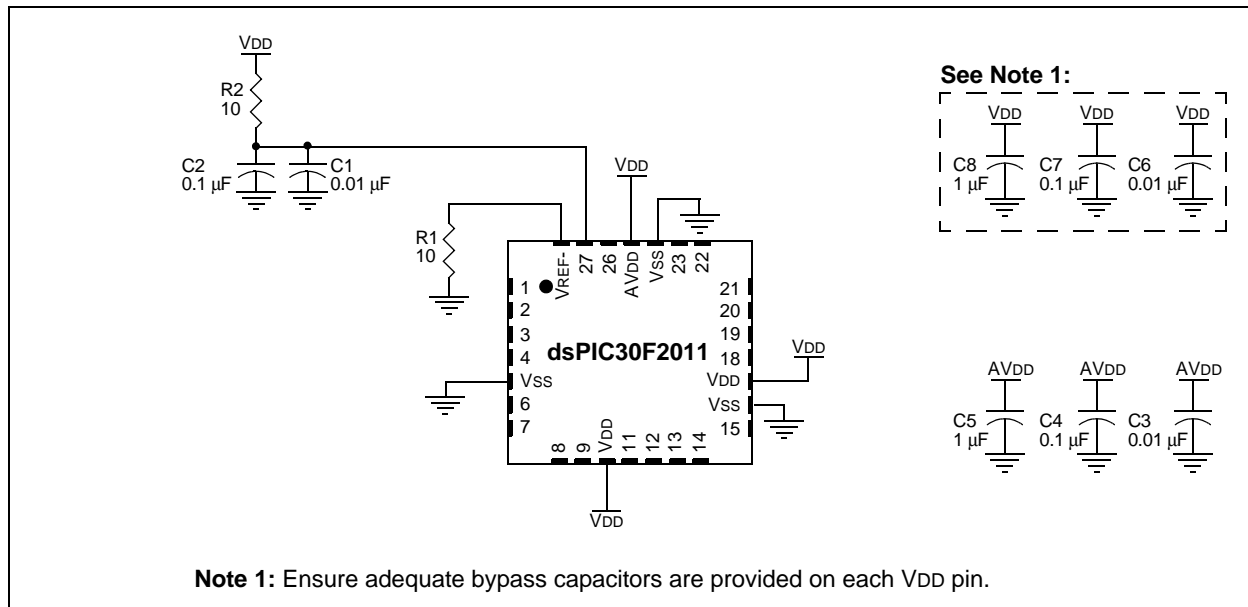 VDD
R2
10
C2
0.1 µF
C1
0.01 µF
R1
10
VDD
VREF-
27
26
AVDD
VSS
23
22
1
2
3
4
VSS
6
7
dsPIC30F2011
21
20
19
18
VDD
VSS
15
VDD
8
9
VDD
11
12
13
14
VDD
See Note 1:
VDD
VDD
VDD
C8
1 µF
C7
0.1 µF
C6
0.01 µF
AVDD
AVDD
AVDD
C5
1 µF
C4
0.1 µF
C3
0.01 µF
Note 1: Ensure adequate bypass capacitors are provided on each VDD pin.